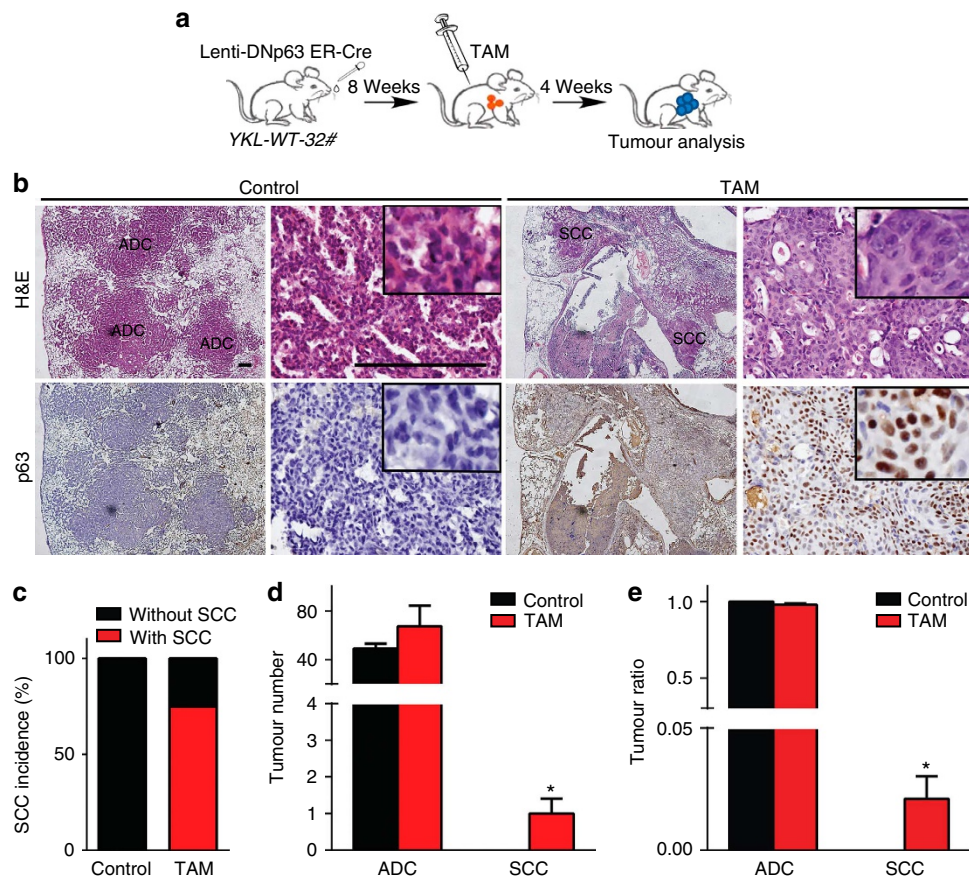 a
Lenti-DNp63 ER-Cre
TAM
8 Weeks
4 Weeks
YKL-WT-32#
Tumour analysis
b
Control
TAM
H&E
ADC
ADC
ADC
SCC
SCC
p63
c
Without SCC
With SCC
SCC incidence (%)
100
50
0
Control
TAM
d
Control
TAM
Tumour number
80
60
40
4
3
2
1
0
*
ADC
SCC
e
Control
TAM
Tumour ratio
1.0
0.5
0.05
0.00
*
ADC
SCC